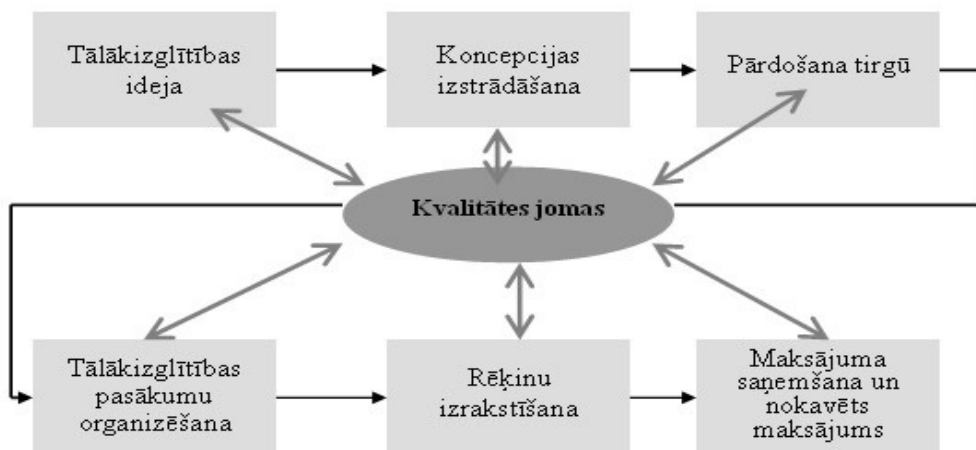 Tālākizglītības
ideja
Koncepcijas
izstrādāšana
Pārdošana tirgū
Kvalitātes jomas
Tālākizglītības
pasākumu
organizēšana
Rēķinu
izrakstīšana
Maksājuma
saņemšana un
nokavēts
maksājums